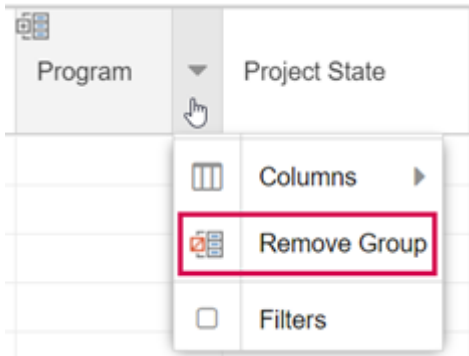 Program
Project State
Columns
Remove Group
Filters